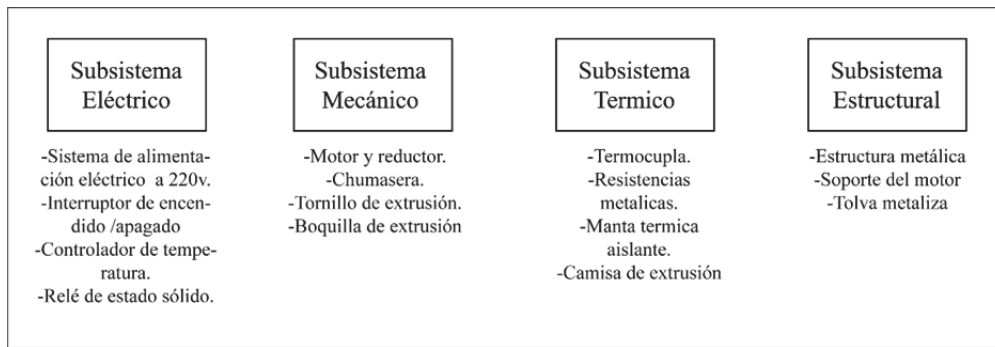 Subsistema
Eléctrico
-Sistema de alimenta-
ción eléctrico a 220v.
-Interruptor de encen-
dido /apagado
-Controlador de tempe-
ratura.
-Relé de estado sólido.
Subsistema
Mecánico
-Motor y reductor.
-Chumasera.
-Tornillo de extrusión.
-Boquilla de extrusión
Subsistema
Termico
-Termocupla.
-Resistencias
metalicas.
-Manta termica
aislante.
-Camisa de extrusión
Subsistema
Estructural
-Estructura metálica
-Soporte del motor
-Tolva metaliza